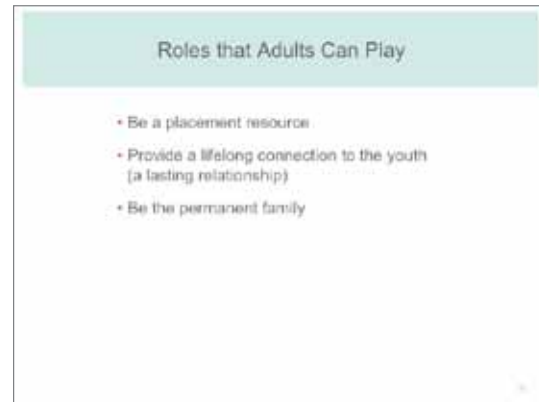 Roles that Adults Can Play
• Be a placement resource
• Provide a lifelong connection to the youth
(a lasting relationship)
• Be the permanent family